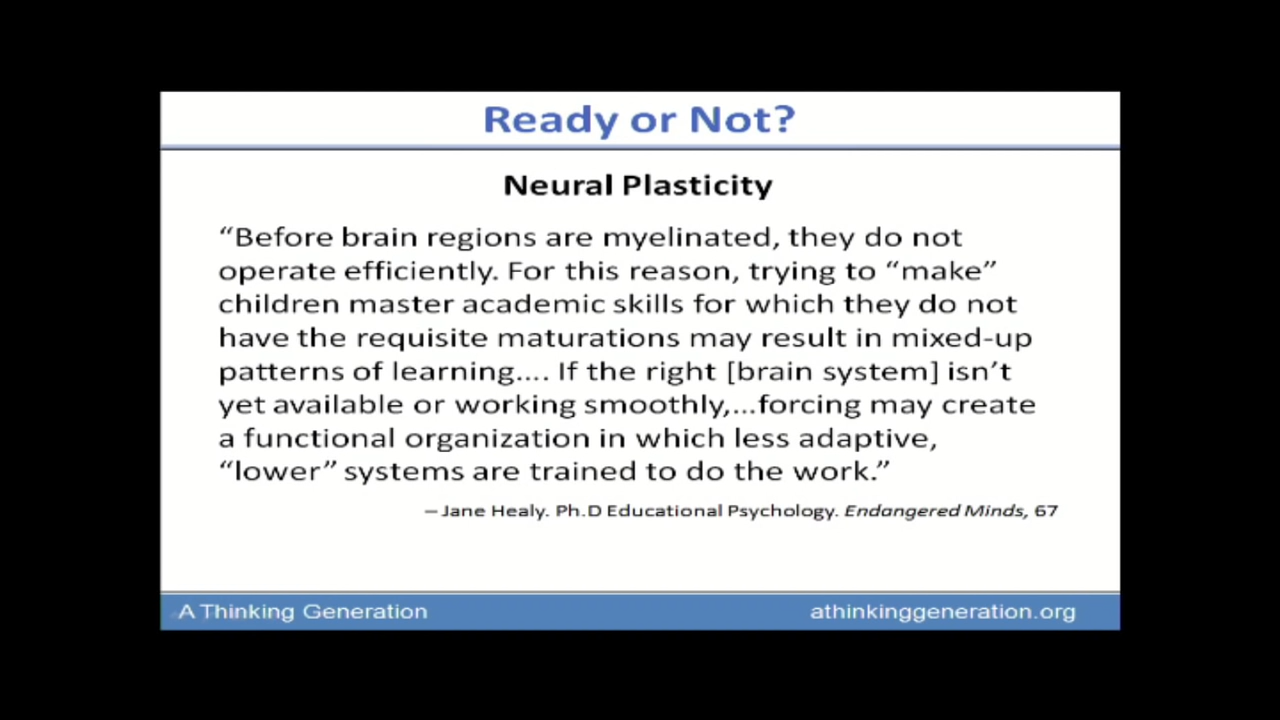 Ready or Not?
Neural Plasticity
“Before brain regions are myelinated, they do not
operate efficiently. For this reason, trying to “make”
children master academic skills for which they do not
have the requisite maturations may result in mixed-up
patterns of learning.... If the right [brain system] isn’t
yet available or working smoothly,...forcing may create
a functional organization in which less adaptive,
“lower” systems are trained to do the work.”
– Jane Healy. Ph.D Educational Psychology. Endangered Minds, 67
A Thinking Generation
athinkinggeneration.org